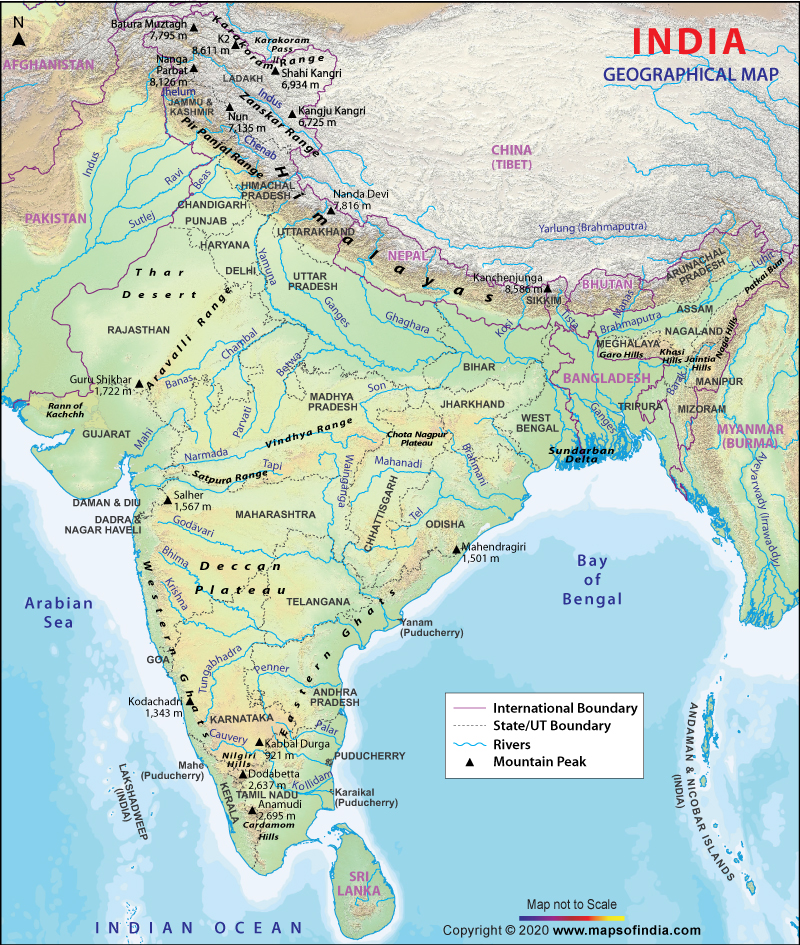 N
INDIA
GEOGRAPHICAL MAP
Batura Muztagh
7,795 m
Karakoram Range
K2
8,611 m
Karakoram
Pass
AFGHANISTAN
Nanga
Parbat
8,126 m
LADAKH
Shahi Kangri
6,934 m
Jhelum
JAMMU &
KASHMIR
Indus
Zanskar Range
Nun
7,135 m
Kangju Kangri
6,725 m
Pir Panjal Range
Chenab
CHINA
(TIBET)
Indus
Ravi
Beas
Himalayas
HIMACHAL
PRADESH
Nanda Devi
7,816 m
CHANDIGARH
PAKISTAN
Sutlej
PUNJAB
UTTARAKHAND
Yarlung (Brahmaputra)
HARYANA
NEPAL
Thar
Desert
DELHI
Yamuna
UTTAR
PRADESH
Kanchenjunga
8,586 m
SIKKIM
BHUTAN
ARUNACHAL
PRADESH
Luhit
Patkai Bum
Manas
Aravalli Range
Ganges
Ghaghara
Kosi
Tista
Brahmaputra
ASSAM
RAJASTHAN
Chambal
NAGALAND
MEGHALAYA
Garo Hills
Khasi
Hills
Jaintia
Hills
Naga Hills
Guru Shikhar
1,722 m
Banas
Betwa
BIHAR
BANGLADESH
Barak
MANIPUR
Rann of
Kachchh
Parvati
MADHYA
PRADESH
Son
JHARKHAND
WEST
BENGAL
Ganges
TRIPURA
MIZORAM
GUJARAT
Mahi
Vindhya Range
Chota Nagpur
Plateau
MYANMAR
(BURMA)
Narmada
Sundarban
Delta
Satpura Range
Tapi
Wainganga
Mahanadi
Brahmani
Ayeyarwady (Irrawaddy)
DAMAN & DIU
Salher
1,567 m
DADRA &
NAGAR HAVELI
MAHARASHTRA
CHHATTISGARH
Tel
ODISHA
Godavari
Mahendragiri
1,501 m
Bhima
Deccan
Plateau
Bay
of
Bengal
Arabian
Sea
Krishna
TELANGANA
Western Ghats
Eastern Ghats
Yanam
(Puducherry)
GOA
Tungabhadra
Penner
ANDHRA
PRADESH
Kodachadri
1,343 m
KARNATAKA
International Boundary
State/UT Boundary
Rivers
Mountain Peak
Cauvery
Palar
Kabbal Durga
921 m
Mahe
(Puducherry)
Nilgiri
Hills
PUDUCHERRY
Dodabetta
2,637 m
Kollidam
Karaikal
(Puducherry)
TAMIL NADU
KERALA
Anamudi
2,695 m
Cardamom
Hills
LAKSHADWEEP
(INDIA)
ANDAMAN & NICOBAR ISLANDS
(INDIA)
SRI
LANKA
INDIAN OCEAN
Map not to Scale
Copyright © 2020 www.mapsofindia.com